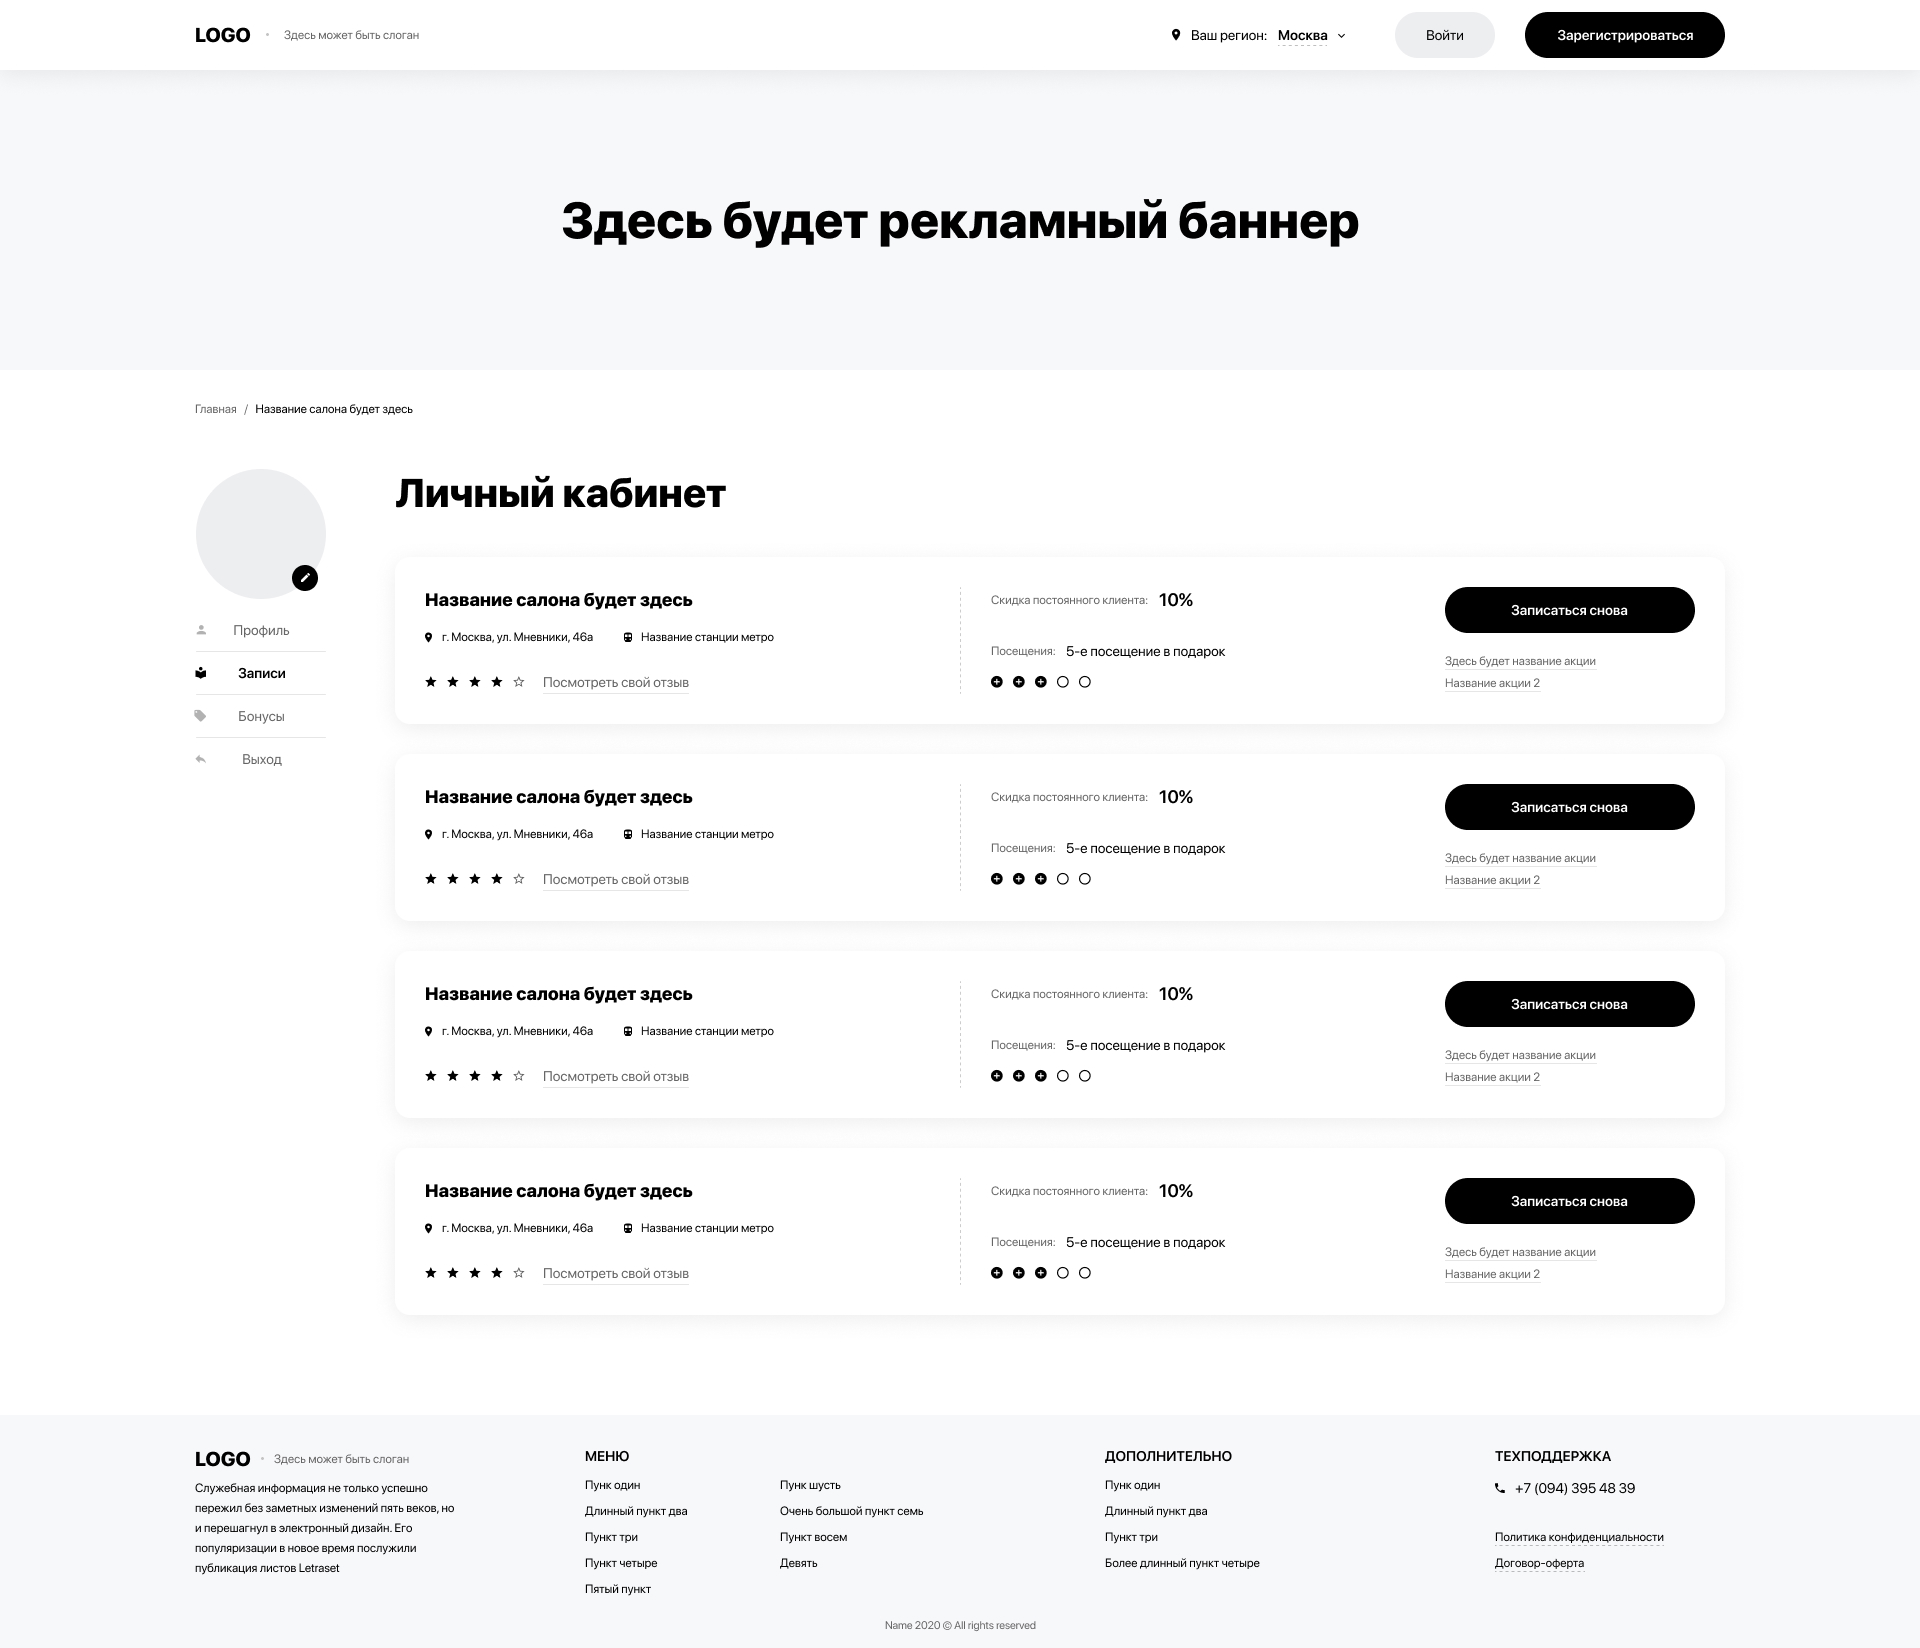 LOGO • Здесь может быть слоган
Ваш регион: Москва
Войти
Зарегистрироваться
Здесь будет рекламный баннер
Главная / Название салона будет здесь
Профиль
Записи
Бонусы
Выход
Личный кабинет
Название салона будет здесь
г. Москва, ул. Мневники, 46а
Название станции метро
Посмотреть свой отзыв
Скидка постоянного клиента: 10%
Посещения: 5-е посещение в подарок
Записаться снова
Здесь будет название акции
Название акции 2
Название салона будет здесь
г. Москва, ул. Мневники, 46а
Название станции метро
Посмотреть свой отзыв
Скидка постоянного клиента: 10%
Посещения: 5-е посещение в подарок
Записаться снова
Здесь будет название акции
Название акции 2
Название салона будет здесь
г. Москва, ул. Мневники, 46а
Название станции метро
Посмотреть свой отзыв
Скидка постоянного клиента: 10%
Посещения: 5-е посещение в подарок
Записаться снова
Здесь будет название акции
Название акции 2
Название салона будет здесь
г. Москва, ул. Мневники, 46а
Название станции метро
Посмотреть свой отзыв
Скидка постоянного клиента: 10%
Посещения: 5-е посещение в подарок
Записаться снова
Здесь будет название акции
Название акции 2
LOGO • Здесь может быть слоган
Служебная информация не только успешно
пережил без заметных изменений пять веков, но
и перешагнул в электронный дизайн. Его
популяризации в новое время послужили
публикация листов Letraset
МЕНЮ
Пунк один
Длинный пункт два
Пункт три
Пункт четыре
Пятый пункт
Пунк шусть
Очень большой пункт семь
Пункт восем
Девять
ДОПОЛНИТЕЛЬНО
Пунк один
Длинный пункт два
Пункт три
Более длинный пункт четыре
ТЕХПОДДЕРЖКА
+7 (094) 395 48 39
Политика конфиденциальности
Договор-оферта
Name 2020 © All rights reserved